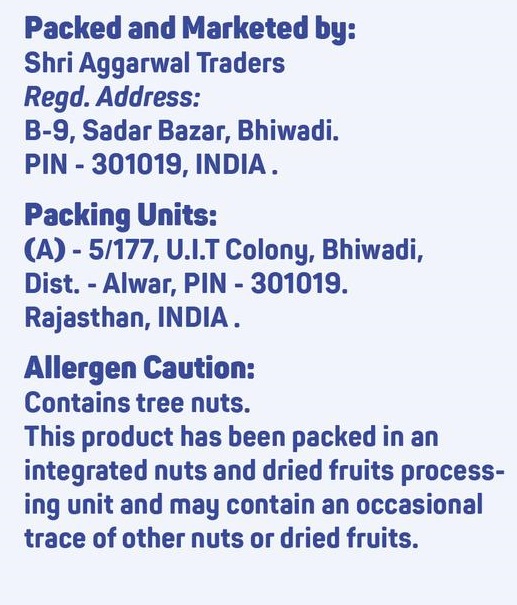 Packed and Marketed by:
Shri Aggarwal Traders
Regd. Address:
B-9, Sadar Bazar, Bhiwadi.
PIN - 301019, INDIA .
Packing Units:
(A) - 5/177, U.I.T Colony, Bhiwadi,
Dist. - Alwar, PIN - 301019.
Rajasthan, INDIA .
Allergen Caution:
Contains tree nuts.
This product has been packed in an
integrated nuts and dried fruits process-
ing unit and may contain an occasional
trace of other nuts or dried fruits.